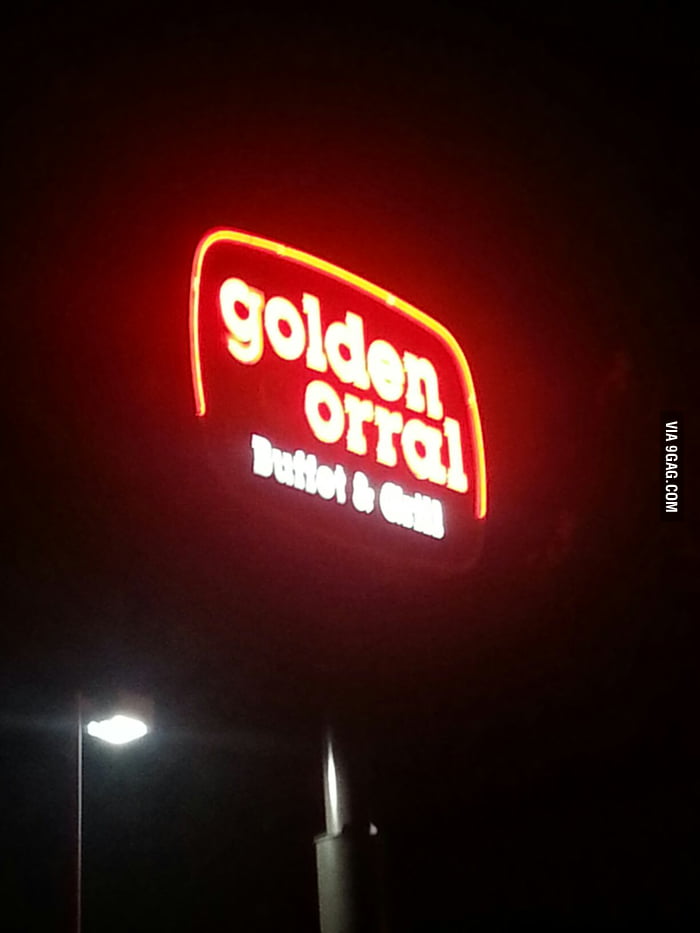 golden
orral
Buffet & Grill
VIA 9GAG.COM